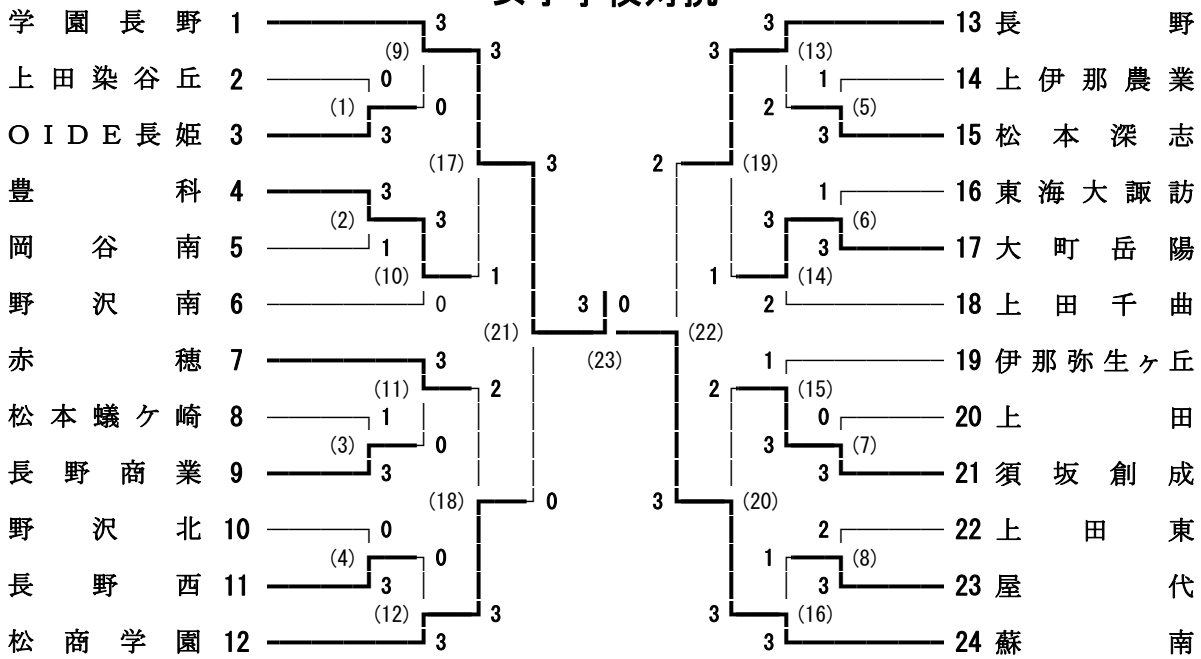 女子学校対抗
学園長野 1 3 3 13 長野
(9) 3 3 (13)
上田染谷丘 2 0 1 14 上伊那農業
(1) 0 2 (5)
OIDE長姫 3 3 3 15 松本深志
(17) 3 2 (19)
豊科 4 3 1 16 東海大諏訪
(2) 3 3 (6)
岡谷南 5 1 3 17 大町岳陽
(10) 1 1 (14)
野沢南 6 0 3 0 2 18 上田千曲
(21) (22)
(23)
赤穂 7 3 1 19 伊那弥生ヶ丘
(11) 2 2 (15)
松本蟻ケ崎 8 1 0 20 上田
(3) 0 3 (7)
長野商業 9 3 3 21 須坂創成
(18) 0 3 (20)
野沢北 10 0 2 22 上田東
(4) 0 1 (8)
長野西 11 3 3 23 屋代
(12) 3 3 (16)
松商学園 12 3 3 24 蘇南